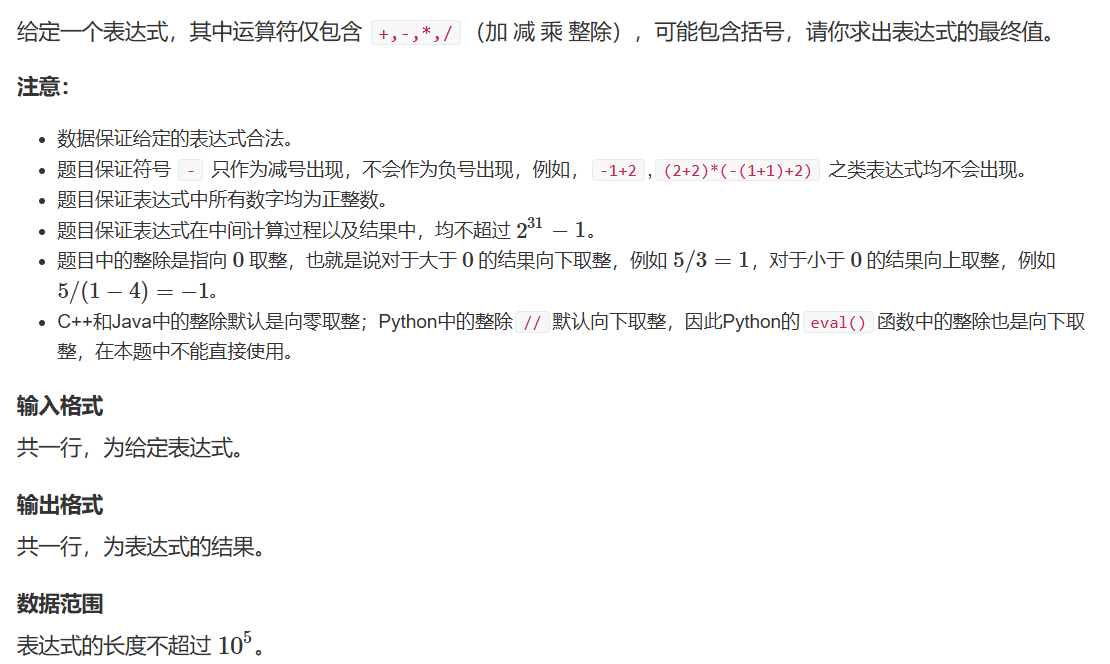 给定一个表达式，其中运算符仅包含 +,-,*,/ （加 减 乘 整除），可能包含括号，请你求出表达式的最终值。
注意：
• 数据保证给定的表达式合法。
• 题目保证符号 - 只作为减号出现，不会作为负号出现，例如， -1+2 , (2+2)*(-(1+1)+2) 之类表达式均不会出现。
• 题目保证表达式中所有数字均为正整数。
• 题目保证表达式在中间计算过程以及结果中，均不超过 2³¹ − 1。
• 题目中的整除是指向 0 取整，也就是说对于大于 0 的结果向下取整，例如 5/3 = 1，对于小于 0 的结果向上取整，例如
5/(1 − 4) = −1。
• C++和Java中的整除默认是向零取整；Python中的整除 // 默认向下取整，因此Python的 eval() 函数中的整除也是向下取
整，在本题中不能直接使用。
输入格式
共一行，为给定表达式。
输出格式
共一行，为表达式的结果。
数据范围
表达式的长度不超过 10⁵。